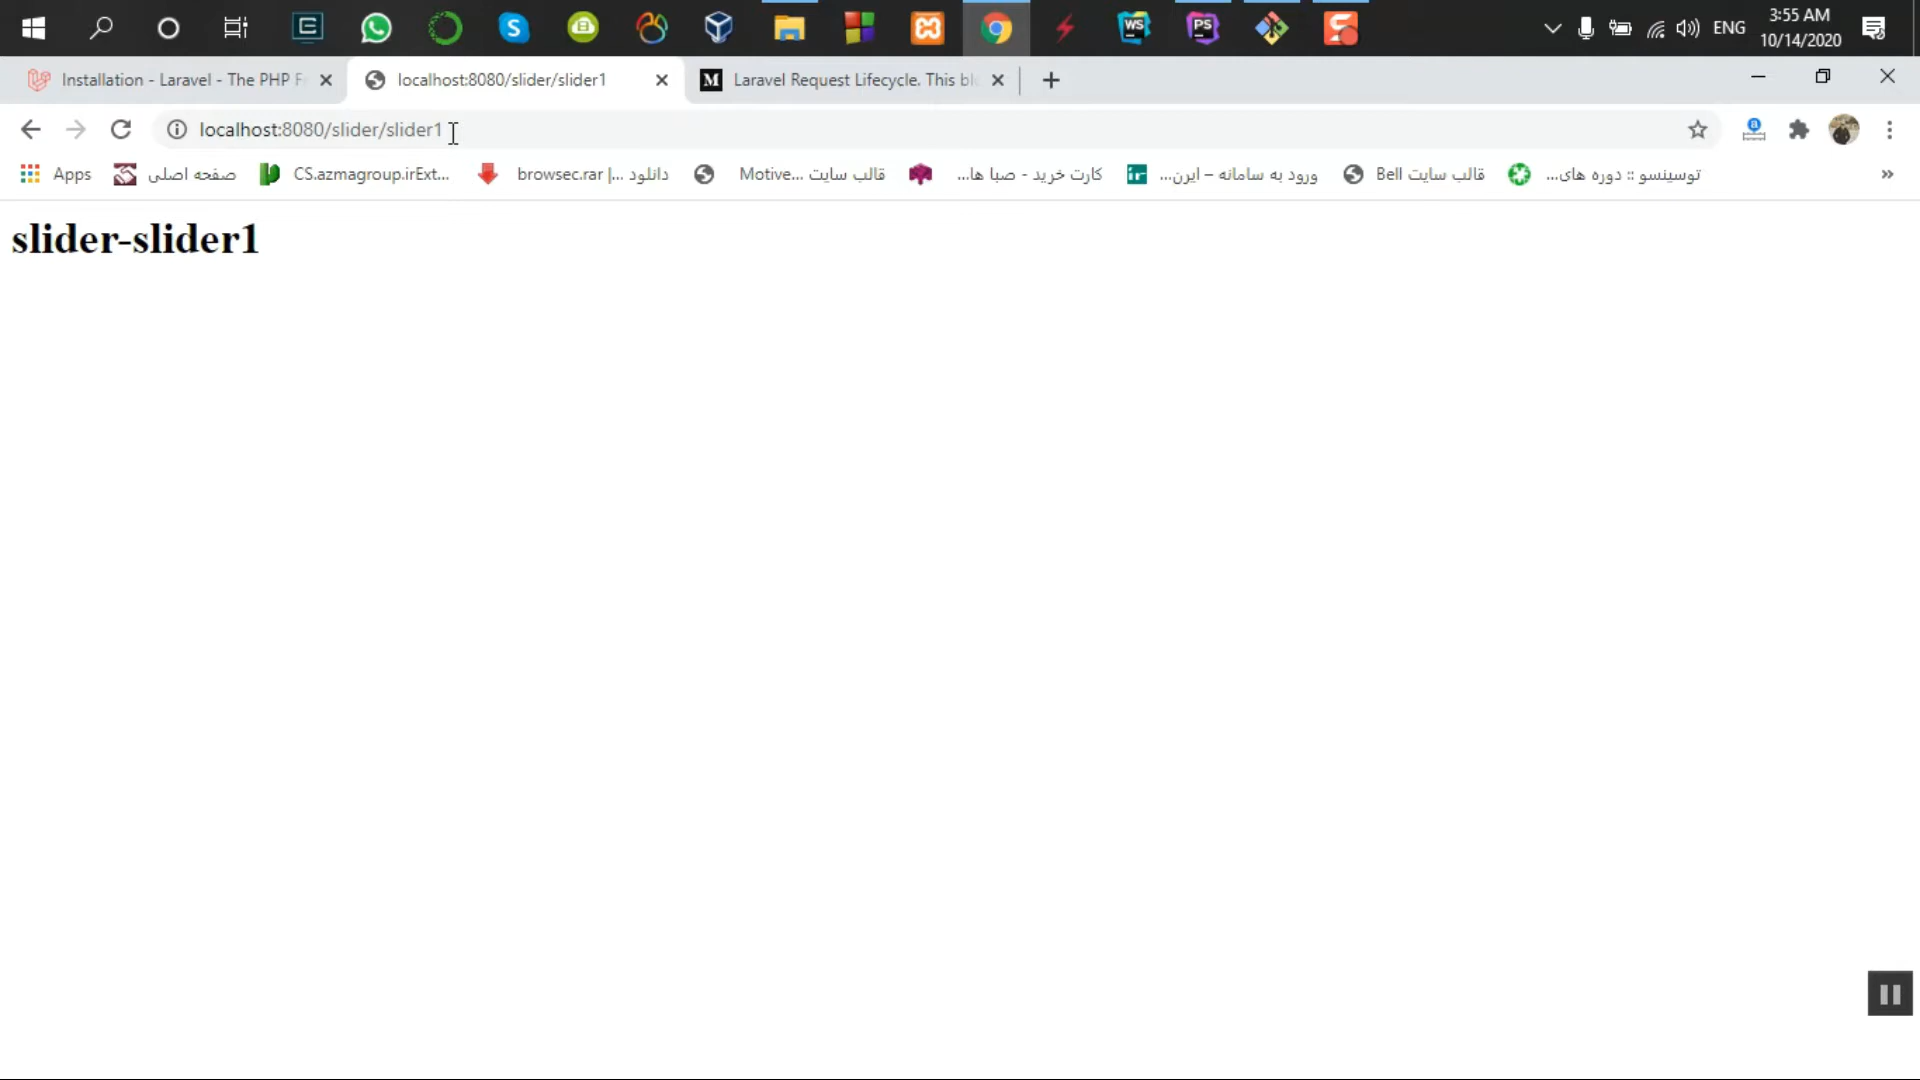 3:55 AM
ENG
10/14/2020
Installation - Laravel - The PHP F
localhost:8080/slider/slider1
M
Laravel Request Lifecycle. This bl
localhost:8080/slider/slider1
Apps
صفحه اصلی
CS.azmagroup.irExt...
دانلود ...| browsec.rar
قالب سایت ...Motive
کارت خرید - صبا ها...
ورود به سامانه – ایرن...
قالب سایت Bell
توسینسو :: دوره های...
slider-slider1